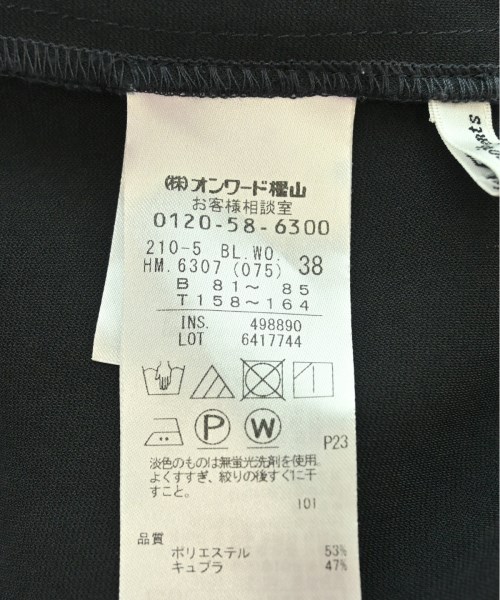 (株)オンワード樫山
お客様相談室
0120-58-6300
210-5 BL.WO.
HM.6307(075) 38
B 81～ 85
T 158～164
INS. 498890
LOT 6417744
P W
P23
淡色のものは無蛍光洗剤を使用。
よくすすぎ、絞りの後すぐに干
すこと。
101
品質
ポリエステル 53%
キュプラ 47%